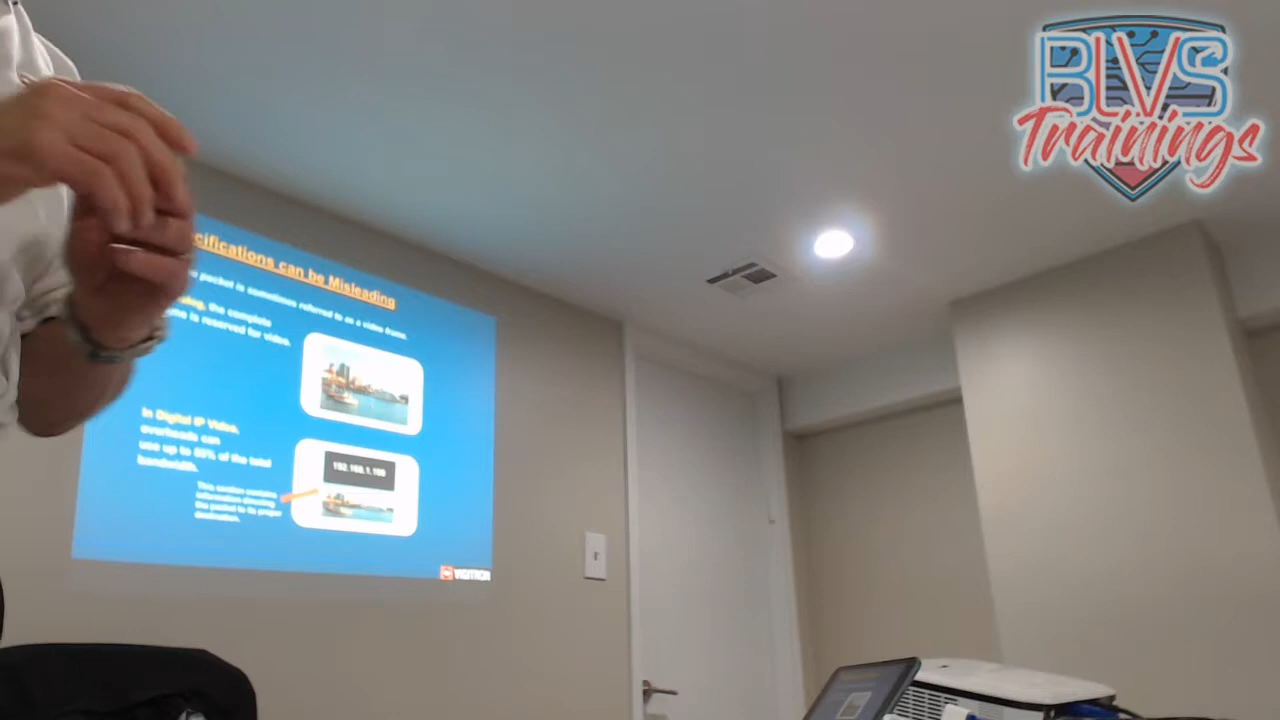 BLVS
Trainings
cifications can be Misleading
packet is sometimes referred to as a video frame.
the complete
is reserved for video.
In Digital IP Video,
overheads can
use up to 50% of the total
bandwidth.
192.168.1.100
This section contains
information directing
the packet to its proper
destination.
VIGITRON